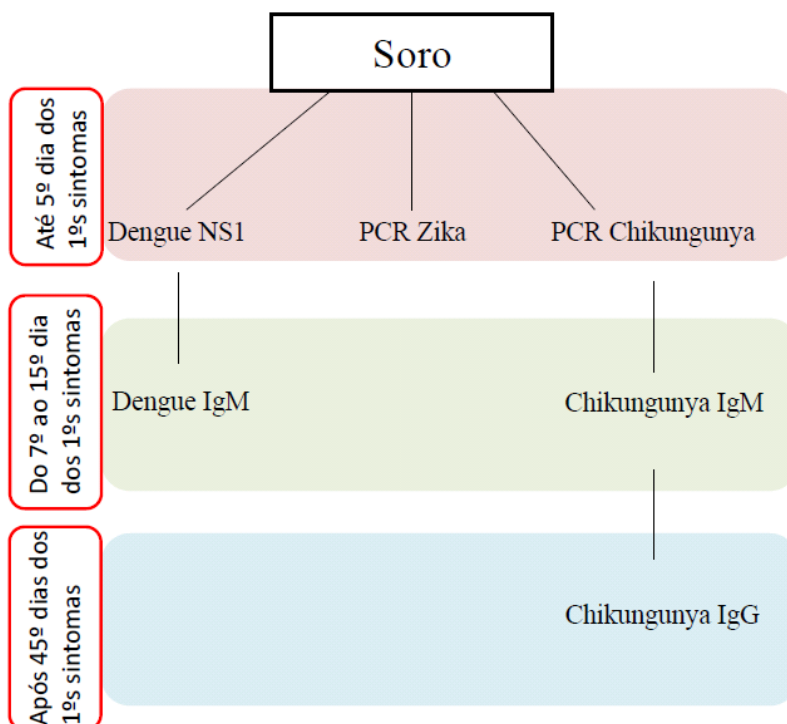 Soro
Até 5º dia dos
1ºs sintomas
Dengue NS1
PCR Zika
PCR Chikungunya
Do 7º ao 15º dia
dos 1ºs sintomas
Dengue IgM
Chikungunya IgM
Após 45º dias dos
1ºs sintomas
Chikungunya IgG